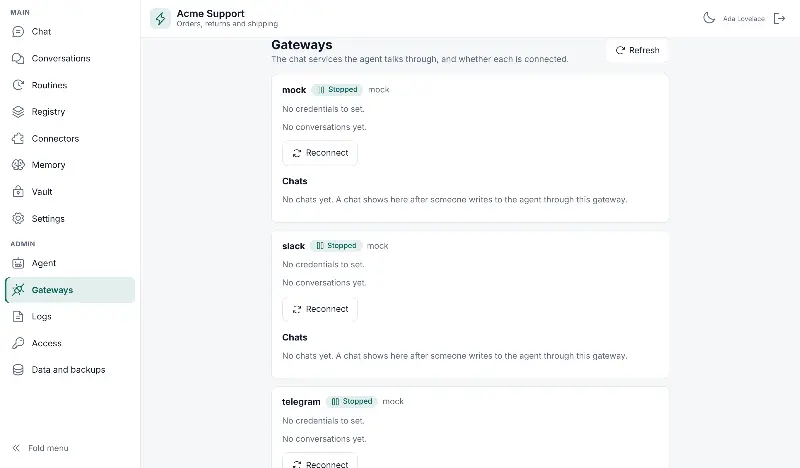 MAIN
Chat
Conversations
Routines
Registry
Connectors
Memory
Vault
Settings
ADMIN
Agent
Gateways
Logs
Access
Data and backups
Fold menu
Acme Support
Orders, returns and shipping
Ada Lovelace
Gateways
The chat services the agent talks through, and whether each is connected.
Refresh
mock Stopped mock
No credentials to set.
No conversations yet.
Reconnect
Chats
No chats yet. A chat shows here after someone writes to the agent through this gateway.
slack Stopped mock
No credentials to set.
No conversations yet.
Reconnect
Chats
No chats yet. A chat shows here after someone writes to the agent through this gateway.
telegram Stopped mock
No credentials to set.
No conversations yet.
Reconnect